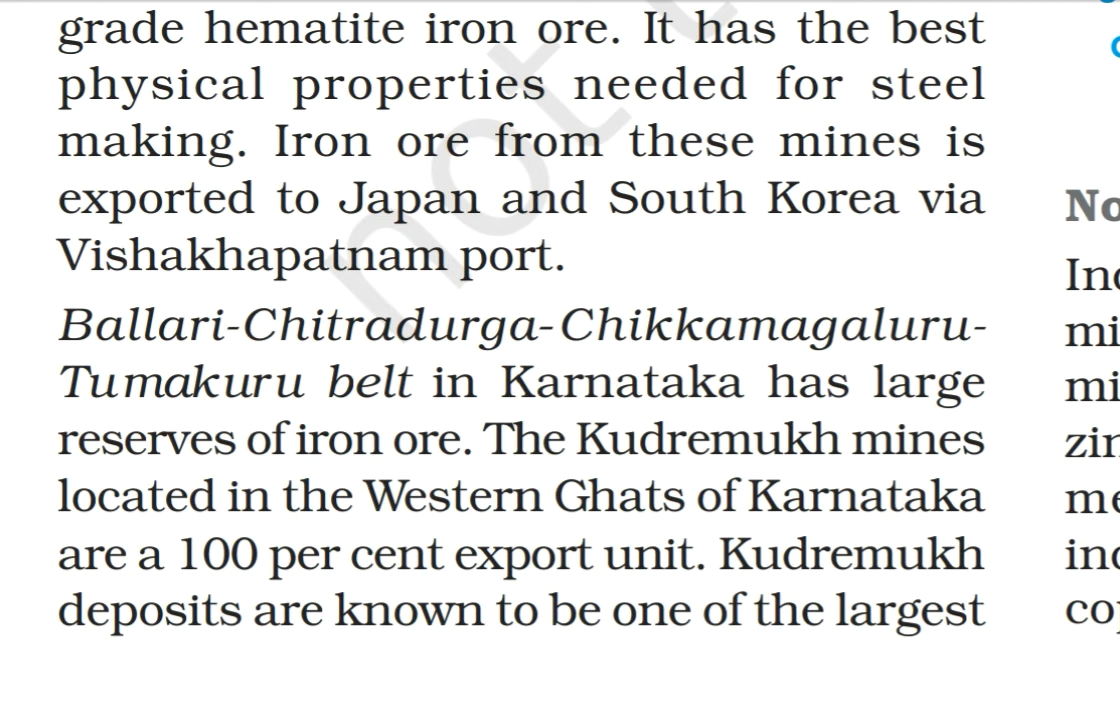 grade hematite iron ore. It has the best
physical properties needed for steel
making. Iron ore from these mines is
exported to Japan and South Korea via
Vishakhapatnam port.
Ballari-Chitradurga-Chikkamagaluru-
Tumakuru belt in Karnataka has large
reserves of iron ore. The Kudremukh mines
located in the Western Ghats of Karnataka
are a 100 per cent export unit. Kudremukh
deposits are known to be one of the largest
not